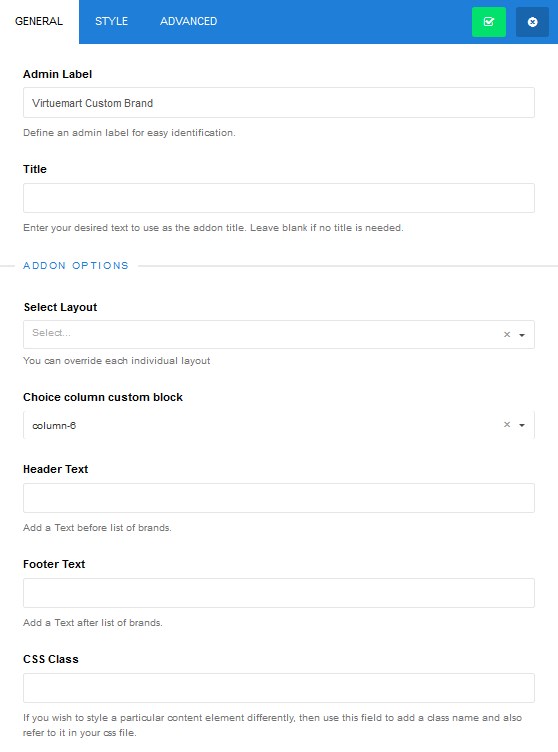 GENERAL STYLE ADVANCED
Admin Label
Virtuemart Custom Brand
Define an admin label for easy identification.
Title
Enter your desired text to use as the addon title. Leave blank if no title is needed.
ADDON OPTIONS
Select Layout
Select...
You can override each individual layout
Choice column custom block
column-6
Header Text
Add a Text before list of brands.
Footer Text
Add a Text after list of brands.
CSS Class
If you wish to style a particular content element differently, then use this field to add a class name and also
refer to it in your css file.